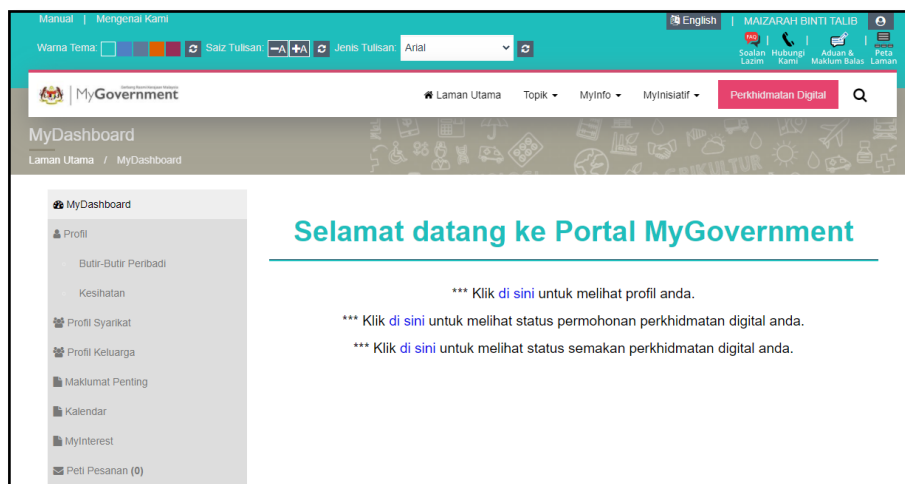 Manual | Mengenai Kami
English | MAIZARAH BINTI TALIB
Warna Tema: Saiz Tulisan: -A +A Jenis Tulisan: Arial
FAQ
Soalan Lazim | Hubungi Kami | Aduan & Maklum Balas Peta Laman
MyGovernment
Laman Utama Topik MyInfo MyInisiatif Perkhidmatan Digital
MyDashboard
Laman Utama / MyDashboard
AGRIKULTUR
MyDashboard
Profil
Butir-Butir Peribadi
Kesihatan
Profil Syarikat
Profil Keluarga
Maklumat Penting
Kalendar
MyInterest
Peti Pesanan (0)
Selamat datang ke Portal MyGovernment
*** Klik di sini untuk melihat profil anda.
*** Klik di sini untuk melihat status permohonan perkhidmatan digital anda.
*** Klik di sini untuk melihat status semakan perkhidmatan digital anda.